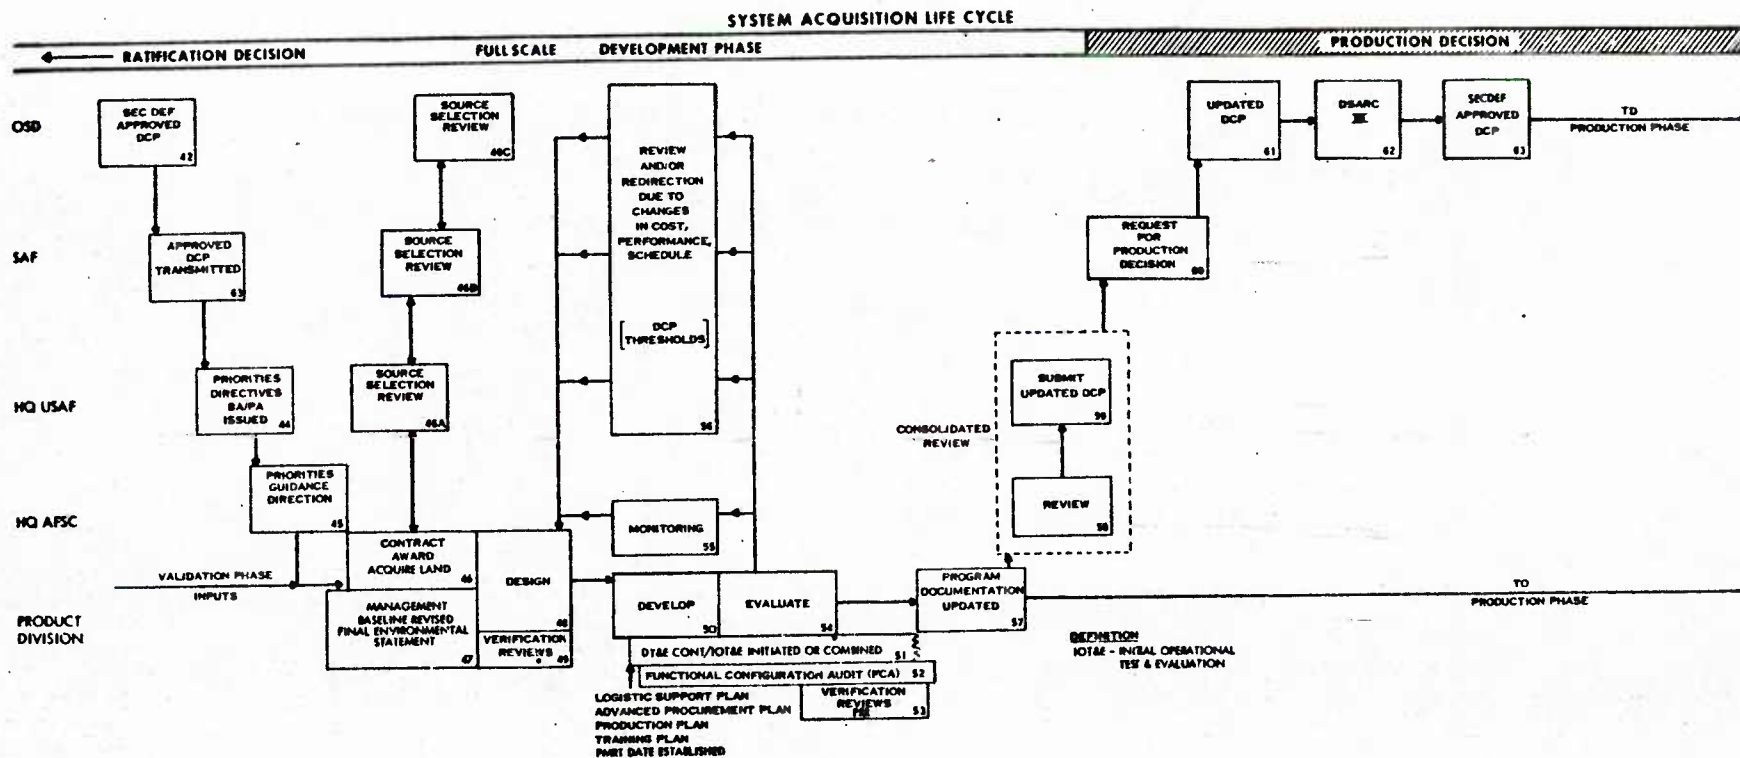 SYSTEM ACQUISITION LIFE CYCLE
RATIFICATION DECISION
FULL SCALE DEVELOPMENT PHASE
PRODUCTION DECISION
OSD
SEC DEF
APPROVED
DCP
42
SOURCE
SELECTION
REVIEW
46C
REVIEW
AND/OR
REDIRECTION
DUE TO
CHANGES
IN COST,
PERFORMANCE,
SCHEDULE
[DCP
THRESHOLDS]
56
UPDATED
DCP
61
DSARC
III
62
SECDEF
APPROVED
DCP
63
TO
PRODUCTION PHASE
SAF
APPROVED
DCP
TRANSMITTED
63
SOURCE
SELECTION
REVIEW
46B
REQUEST
FOR
PRODUCTION
DECISION
60
HQ USAF
PRIORITIES
DIRECTIVES
BA/PA
ISSUED
44
SOURCE
SELECTION
REVIEW
46A
CONSOLIDATED
REVIEW
SUBMIT
UPDATED DCP
59
REVIEW
58
HQ AFSC
PRIORITIES
GUIDANCE
DIRECTION
45
MONITORING
55
PRODUCT
DIVISION
VALIDATION PHASE
INPUTS
CONTRACT
AWARD
ACQUIRE LAND
46
MANAGEMENT
BASELINE REVISED
FINAL ENVIRONMENTAL
STATEMENT
47
DESIGN
48
VERIFICATION
REVIEWS
49
DEVELOP
50
EVALUATE
54
DT&E CONT/IOT&E INITIATED OR COMBINED 51
FUNCTIONAL CONFIGURATION AUDIT (FCA) 52
VERIFICATION
REVIEWS
53
LOGISTIC SUPPORT PLAN
ADVANCED PROCUREMENT PLAN
PRODUCTION PLAN
TRAINING PLAN
PMRT DATE ESTABLISHED
PROGRAM
DOCUMENTATION
UPDATED
57
TO
PRODUCTION PHASE
DEFINITION
IOT&E - INITIAL OPERATIONAL
TEST & EVALUATION